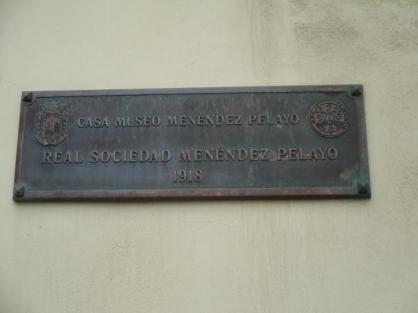 CASA MUSEO MENÉNDEZ PELAYO
REAL SOCIEDAD MENÉNDEZ PELAYO
1918